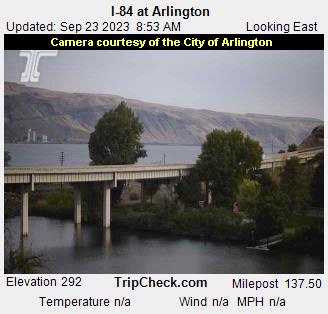 I-84 at Arlington
Updated: Sep 23 2023 8:53 AM Looking East
Camera courtesy of the City of Arlington
Elevation 292 TripCheck.com Milepost 137.50
Temperature n/a Wind n/a MPH n/a